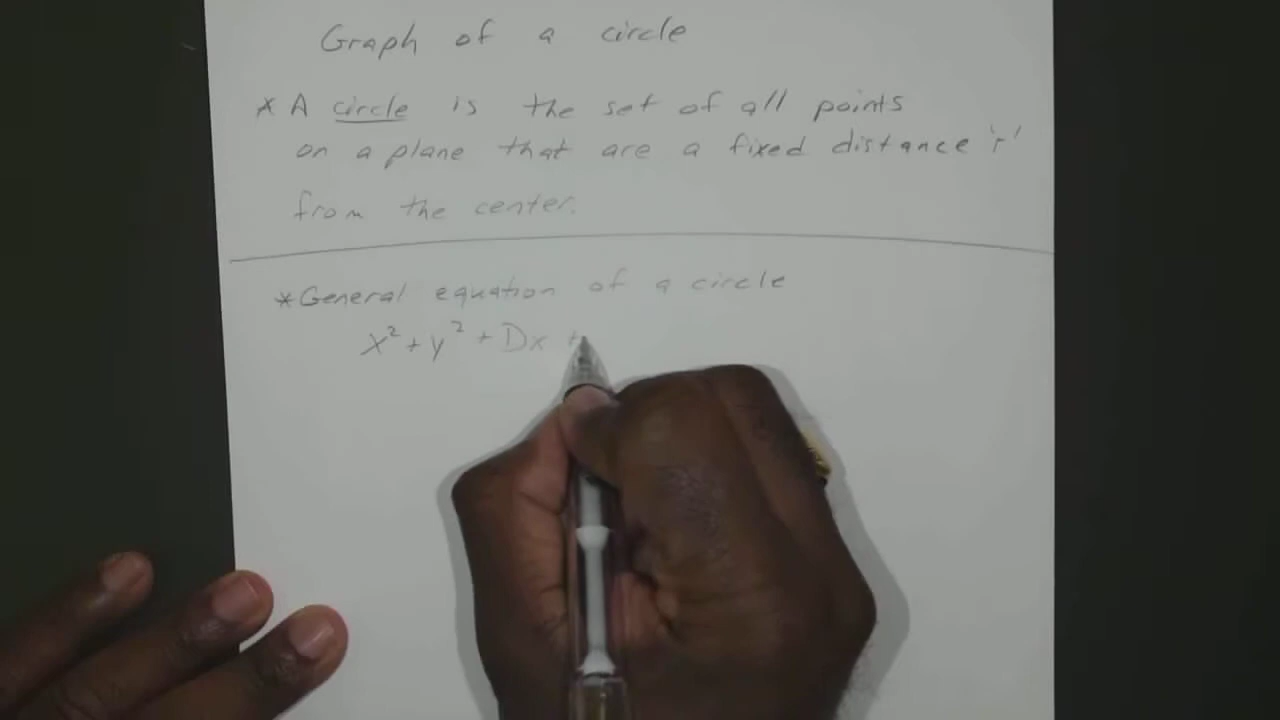 Graph of a circle
* A circle is the set of all points
on a plane that are a fixed distance 'r'
from the center.
* General equation of a circle
x² + y² + Dx +